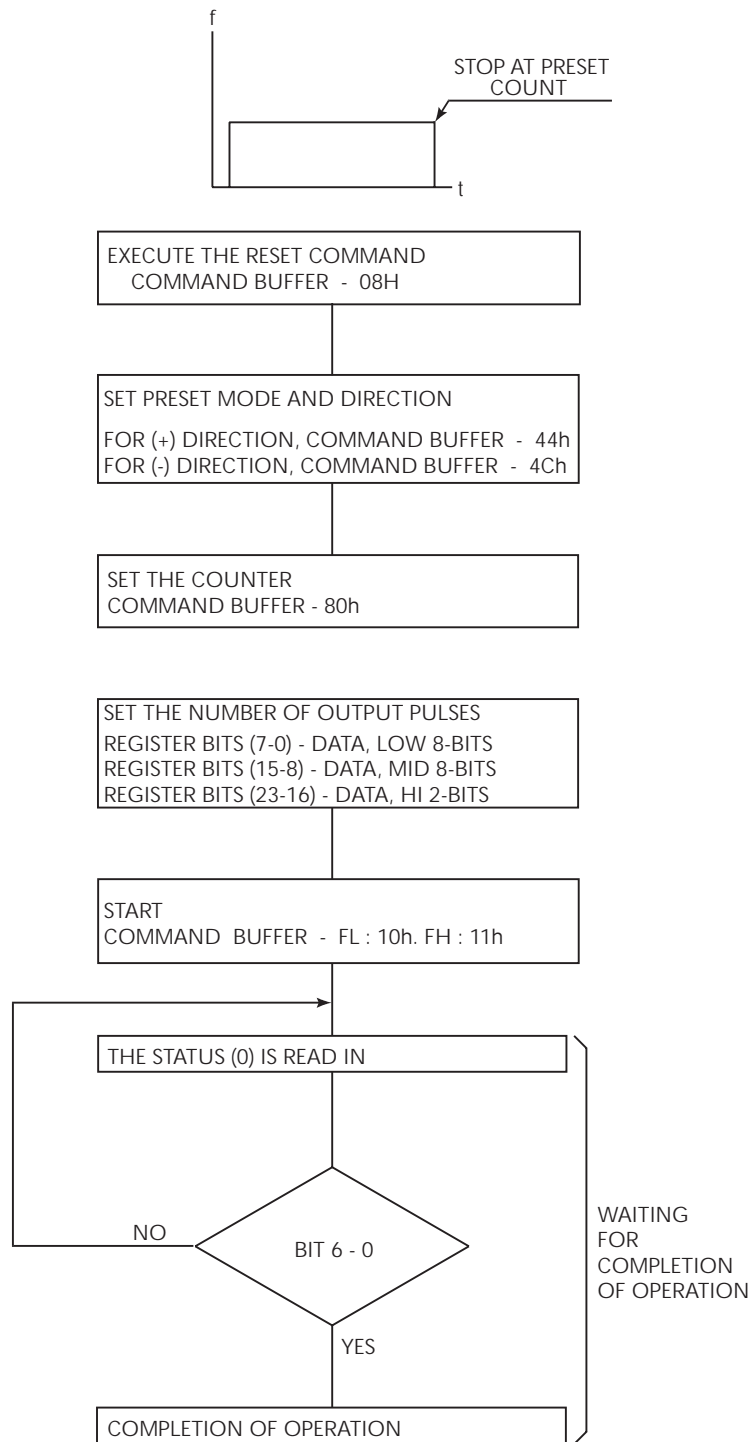 f
STOP AT PRESET
COUNT
t
EXECUTE THE RESET COMMAND
COMMAND BUFFER - 08H
SET PRESET MODE AND DIRECTION
FOR (+) DIRECTION, COMMAND BUFFER - 44h
FOR (-) DIRECTION, COMMAND BUFFER - 4Ch
SET THE COUNTER
COMMAND BUFFER - 80h
SET THE NUMBER OF OUTPUT PULSES
REGISTER BITS (7-0) - DATA, LOW 8-BITS
REGISTER BITS (15-8) - DATA, MID 8-BITS
REGISTER BITS (23-16) - DATA, HI 2-BITS
START
COMMAND BUFFER - FL : 10h. FH : 11h
THE STATUS (0) IS READ IN
NO
BIT 6 - 0
YES
WAITING
FOR
COMPLETION
OF OPERATION
COMPLETION OF OPERATION